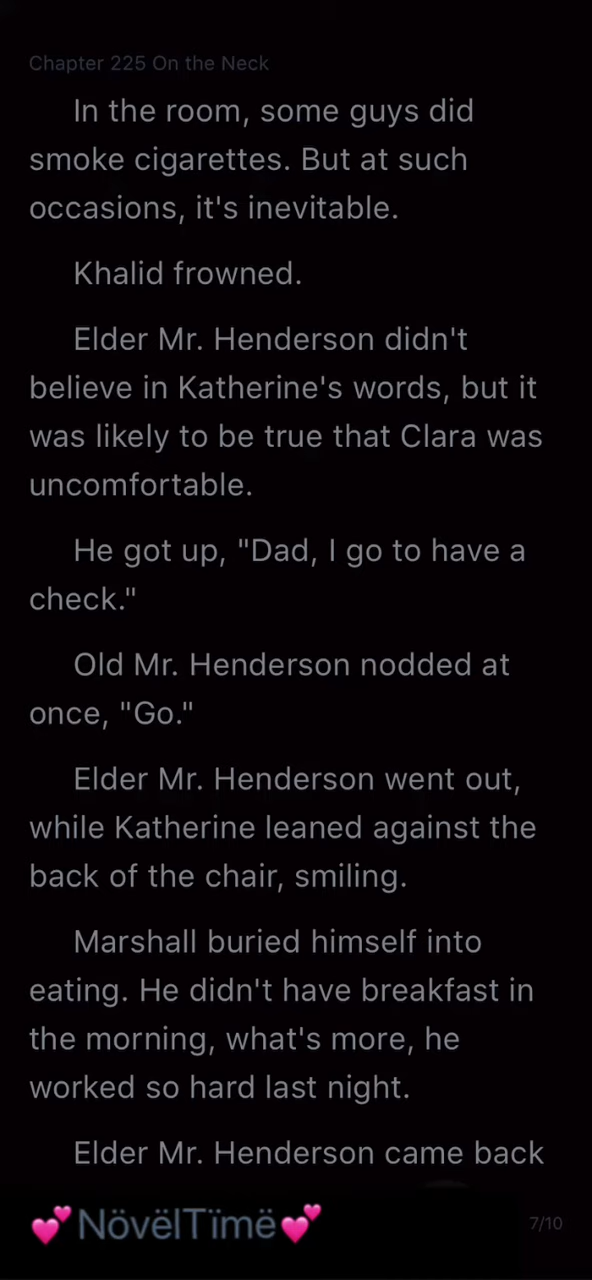 Chapter 225 On the Neck
In the room, some guys did
smoke cigarettes. But at such
occasions, it's inevitable.
Khalid frowned.
Elder Mr. Henderson didn't
believe in Katherine's words, but it
was likely to be true that Clara was
uncomfortable.
He got up, "Dad, I go to have a
check."
Old Mr. Henderson nodded at
once, "Go."
Elder Mr. Henderson went out,
while Katherine leaned against the
back of the chair, smiling.
Marshall buried himself into
eating. He didn't have breakfast in
the morning, what's more, he
worked so hard last night.
Elder Mr. Henderson came back
💕NövëlTïmë💕
7/10